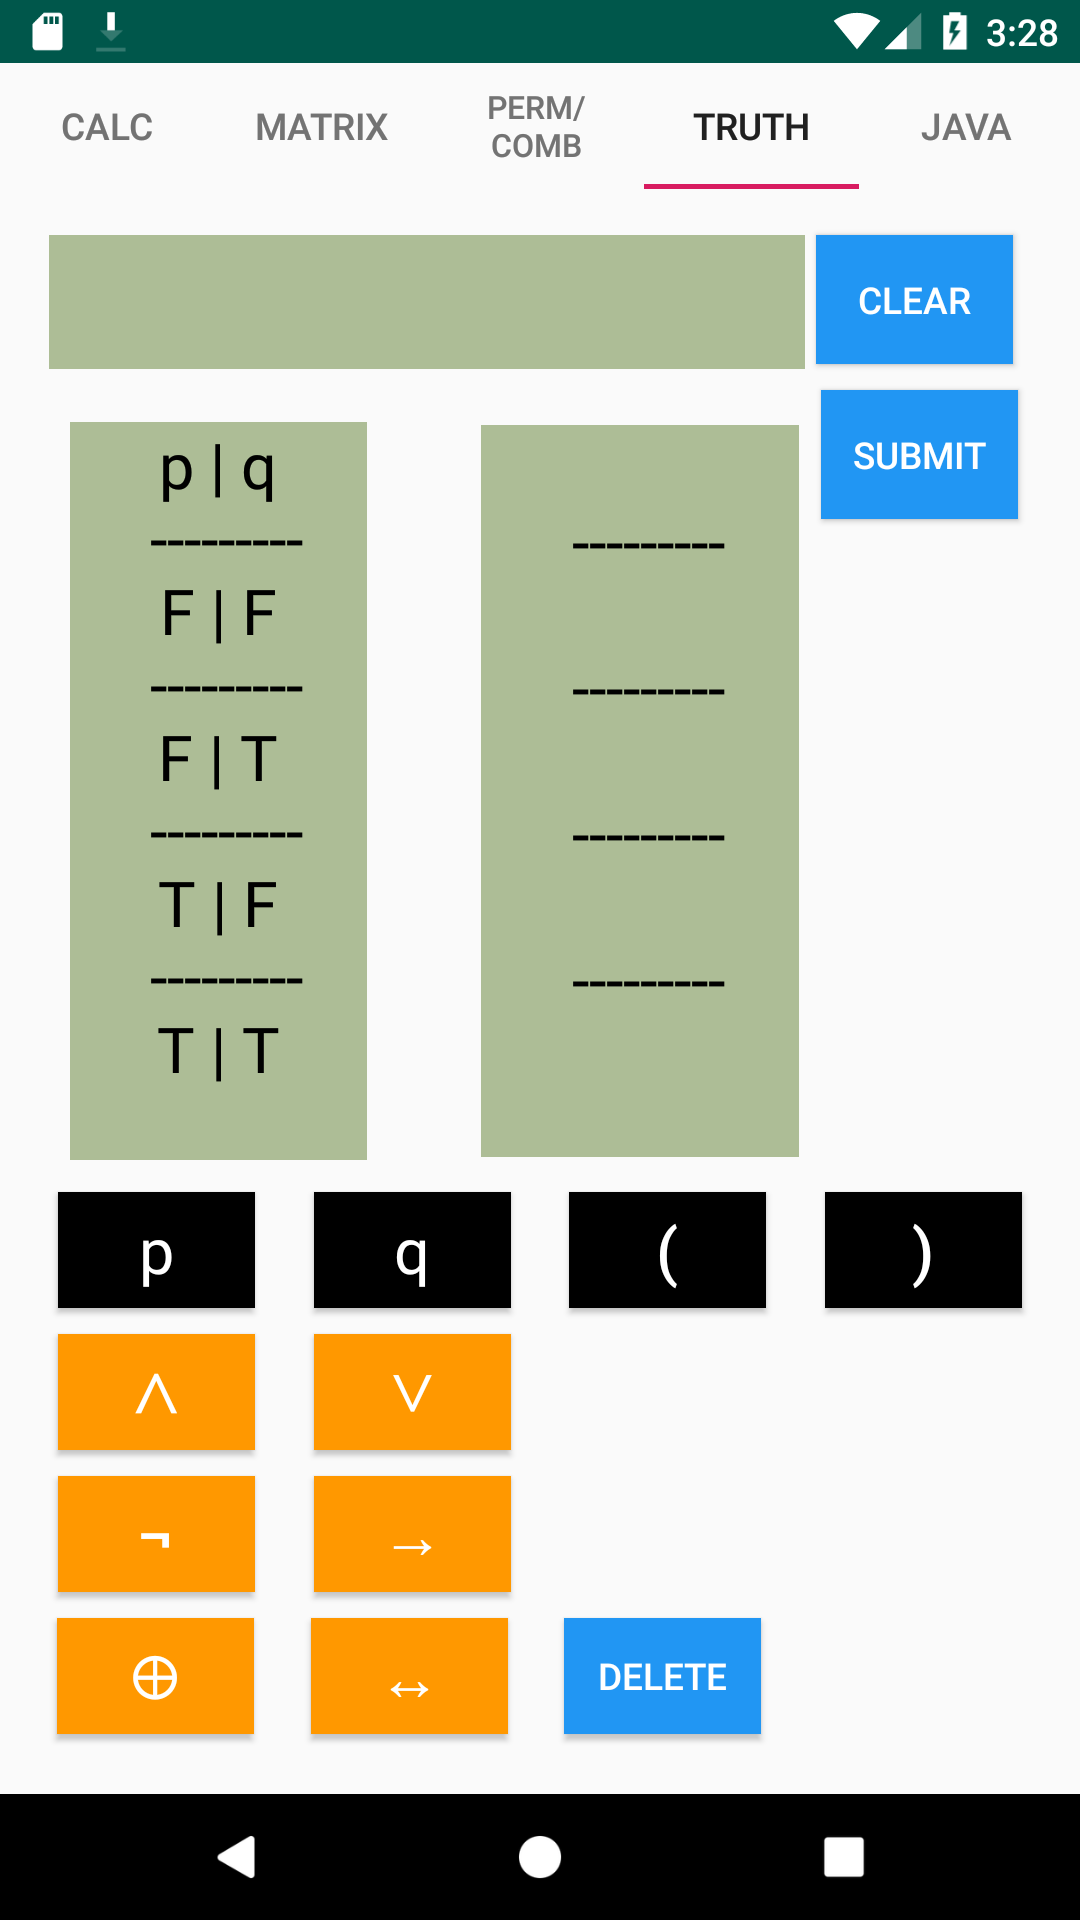 3:28
CALC MATRIX PERM/ COMB TRUTH JAVA
CLEAR
SUBMIT
p | q
---------
F | F
---------
F | T
---------
T | F
---------
T | T
---------
---------
---------
---------
p q ( )
∧ ∨
¬ →
⊕ ↔ DELETE